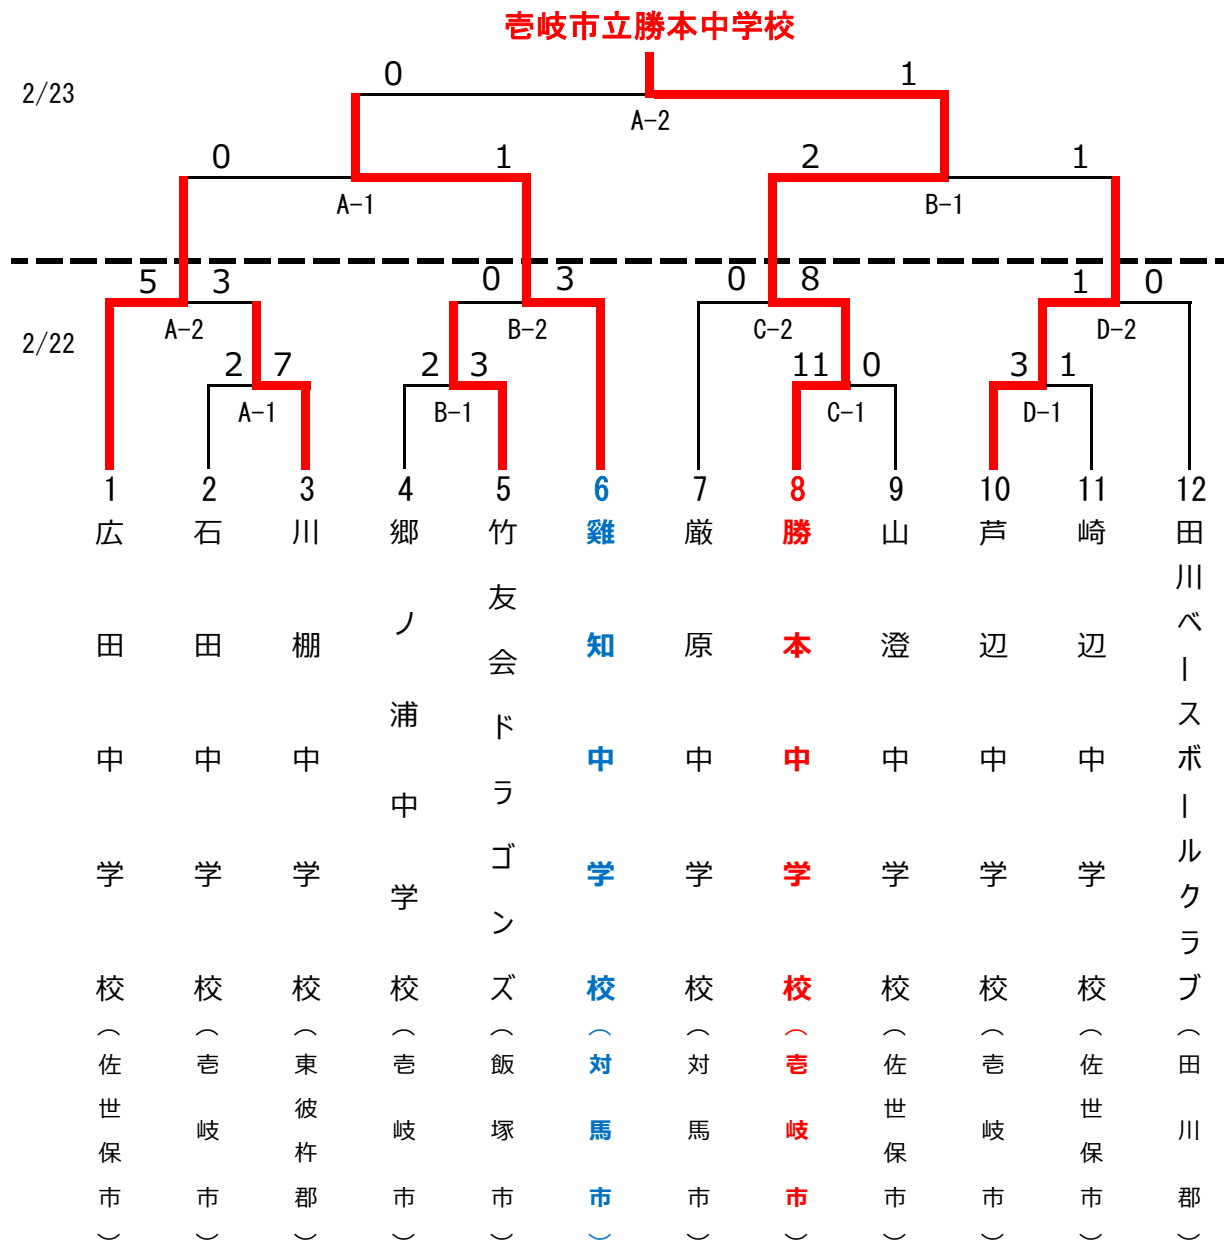 壱岐市立勝本中学校
2/23
0 1
A-2
0 1 2 1
A-1 B-1
5 3 0 3 0 8 1 0
A-2 B-2 C-2 D-2
2/22
2 7 2 3 11 0 3 1
A-1 B-1 C-1 D-1
1 2 3 4 5 6 7 8 9 10 11 12
広田中学校(佐世保市)
石田中学校(壱岐市)
川棚中学校(東彼杵郡)
郷ノ浦中学校(壱岐市)
竹友会ドラゴンズ(飯塚市)
雞知中学校(対馬市)
厳原中学校(対馬市)
勝本中学校(壱岐市)
山澄中学校(佐世保市)
芦辺中学校(壱岐市)
崎辺中学校(佐世保市)
田川ベースボールクラブ(田川郡)